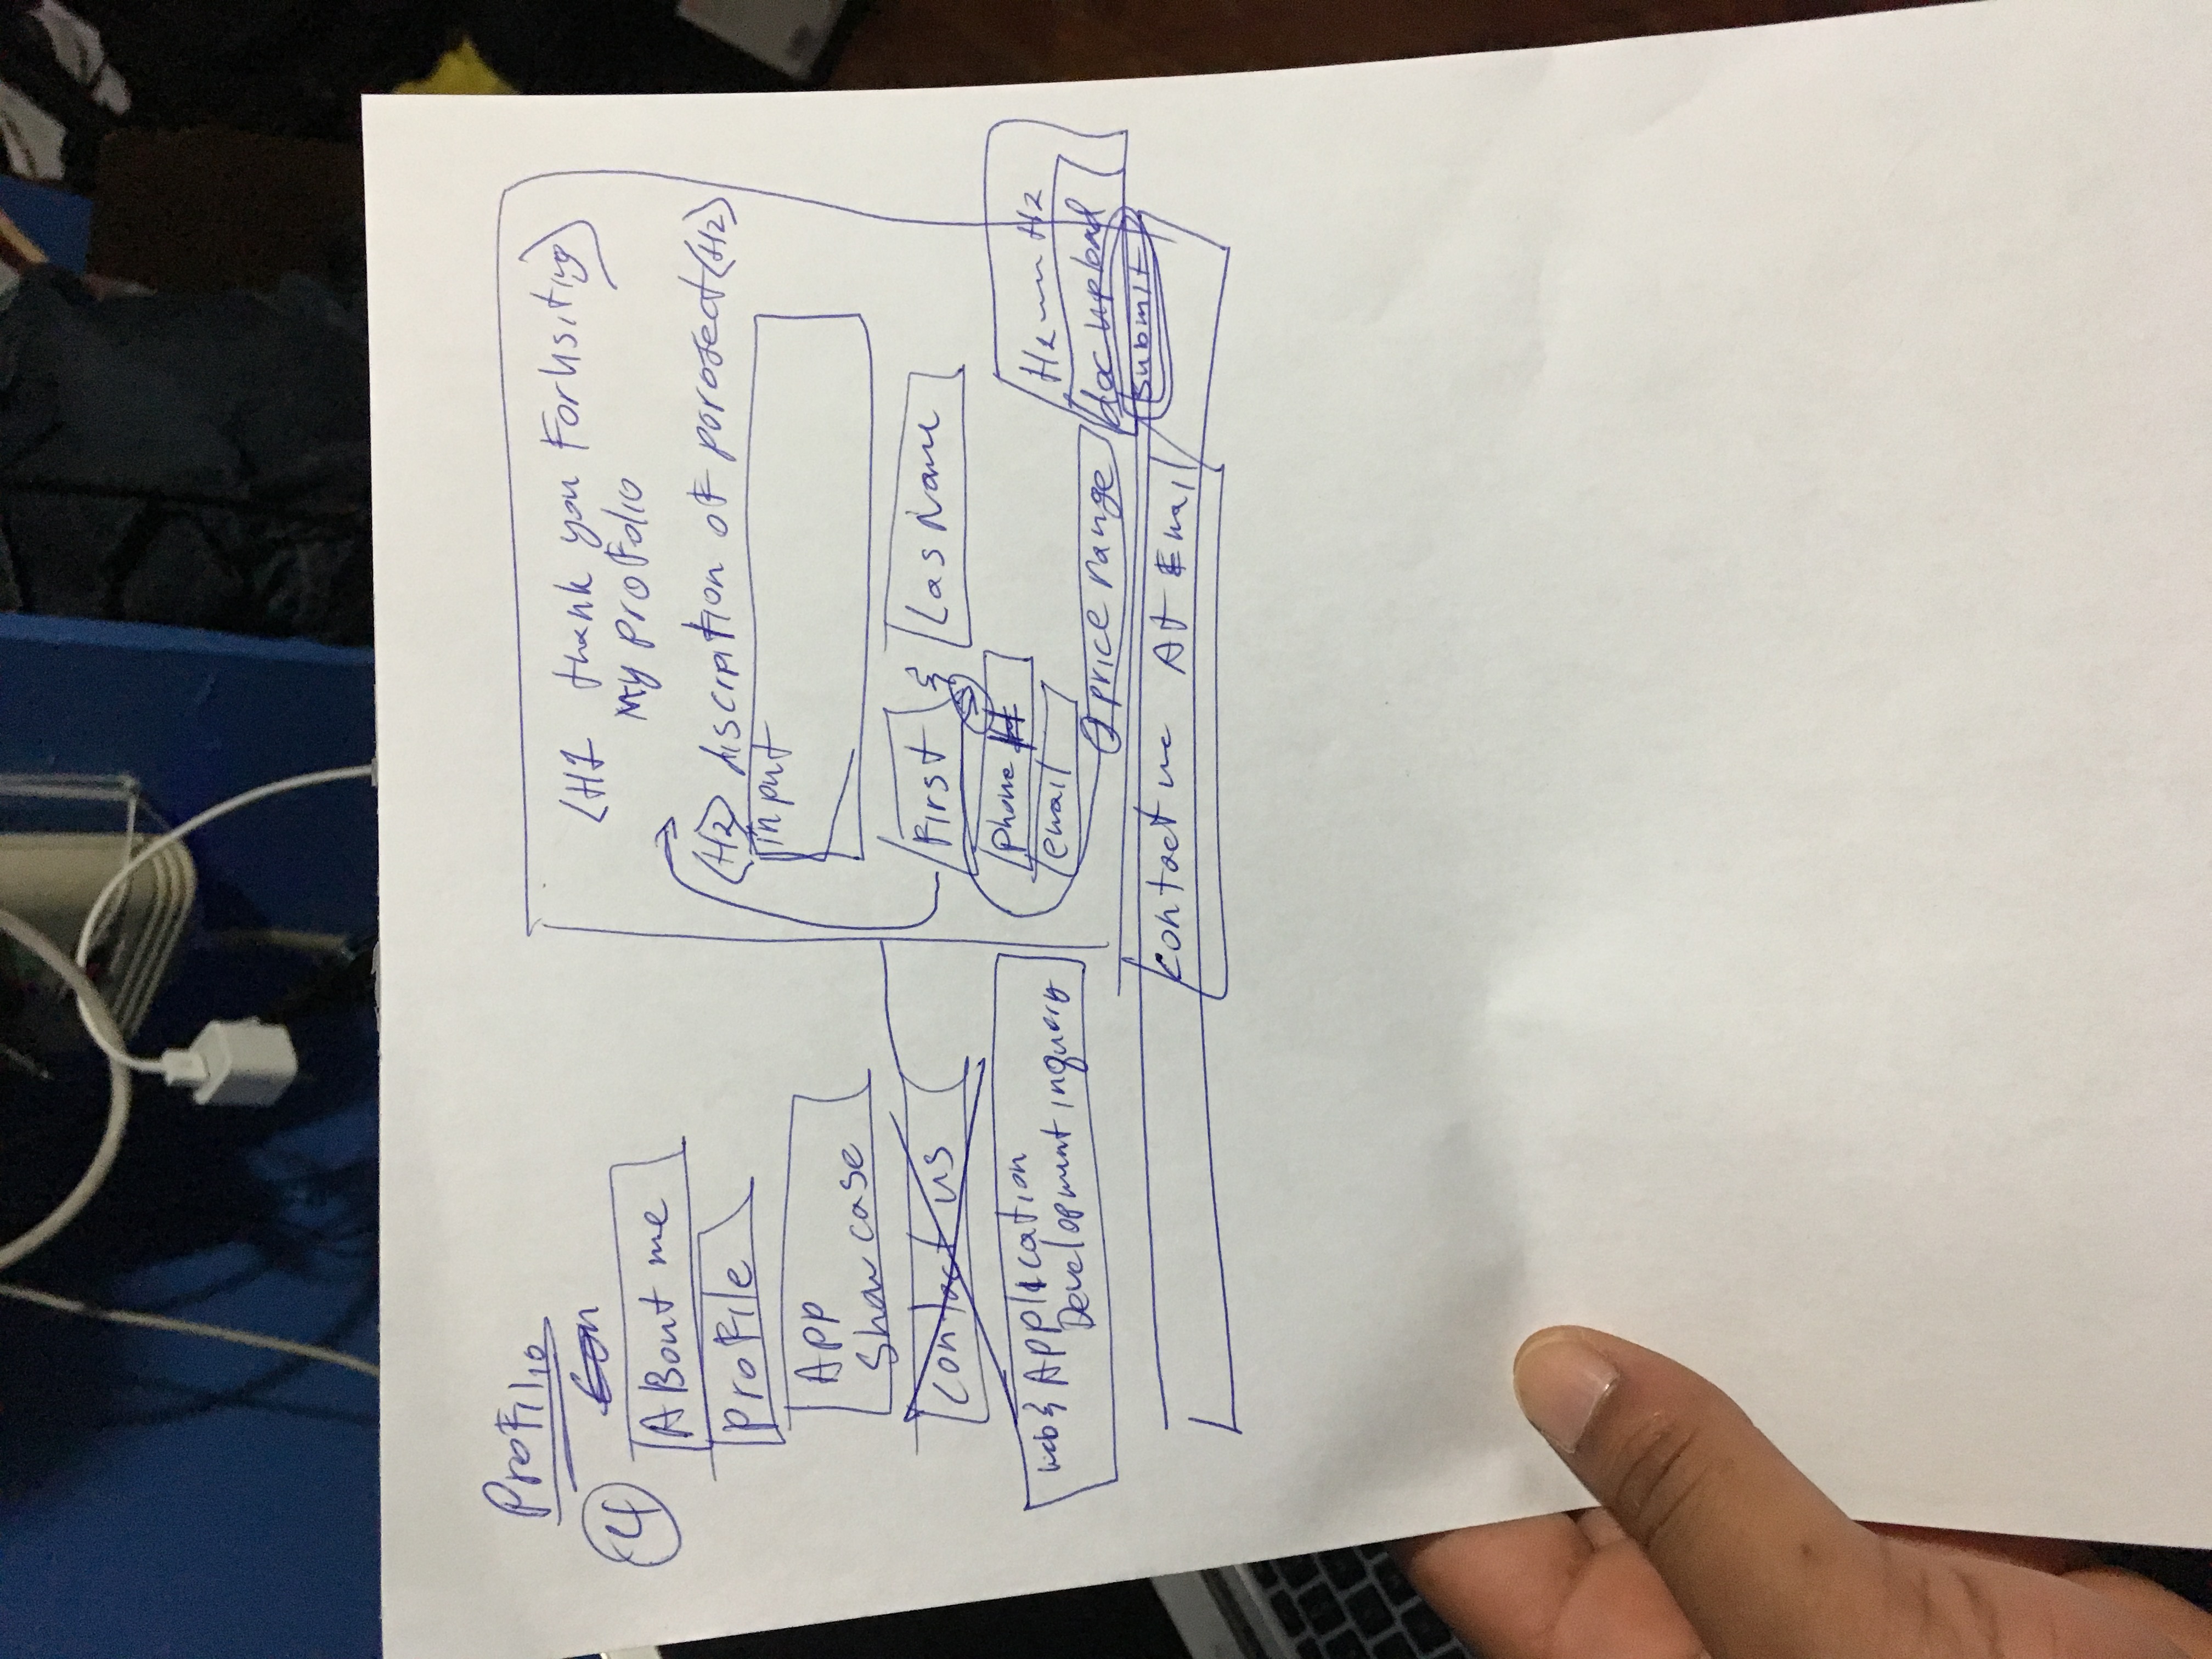 Profilio
4
About me
Profile
App
Showcase
contact us
web & Application
Development inquery
(H1 thank you For Visiting)
My profolio
<H2> discription of porosect <H2>
input
First & Las Name
phone #
email
price range
H2 H2
doc upload
submit
contact me At Email